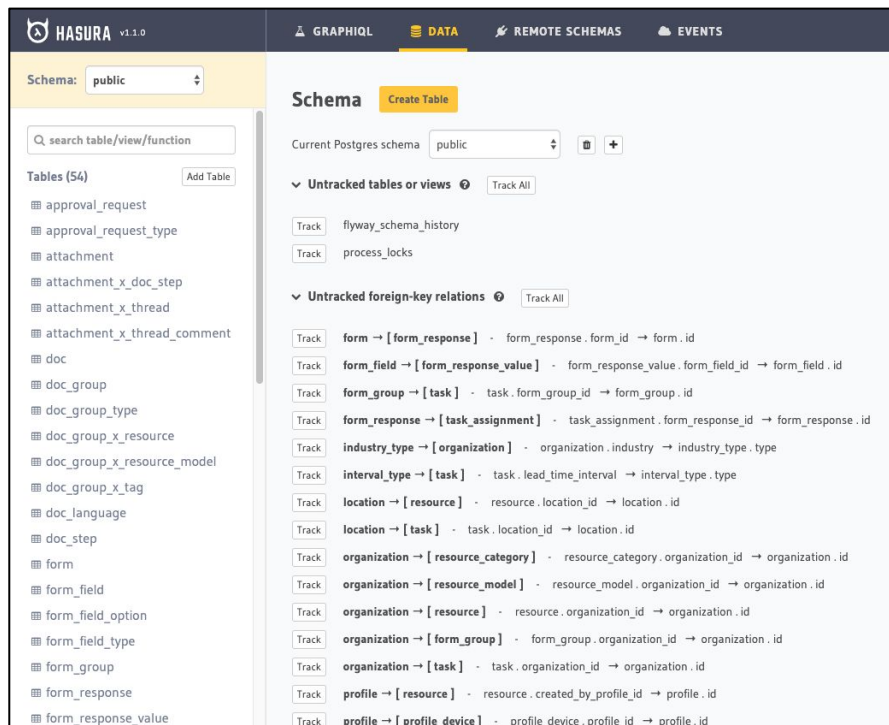 HASURA v1.1.0
GRAPHIQL DATA REMOTE SCHEMAS EVENTS
Schema: public
search table/view/function
Tables (54) Add Table
approval_request
approval_request_type
attachment
attachment_x_doc_step
attachment_x_thread
attachment_x_thread_comment
doc
doc_group
doc_group_type
doc_group_x_resource
doc_group_x_resource_model
doc_group_x_tag
doc_language
doc_step
form
form_field
form_field_option
form_field_type
form_group
form_response
form_response_value
Schema Create Table
Current Postgres schema public
Untracked tables or views Track All
Track flyway_schema_history
Track process_locks
Untracked foreign-key relations Track All
Track form → [ form_response ] - form_response . form_id → form . id
Track form_field → [ form_response_value ] - form_response_value . form_field_id → form_field . id
Track form_group → [ task ] - task . form_group_id → form_group . id
Track form_response → [ task_assignment ] - task_assignment . form_response_id → form_response . id
Track industry_type → [ organization ] - organization . industry → industry_type . type
Track interval_type → [ task ] - task . lead_time_interval → interval_type . type
Track location → [ resource ] - resource . location_id → location . id
Track location → [ task ] - task . location_id → location . id
Track organization → [ resource_category ] - resource_category . organization_id → organization . id
Track organization → [ resource_model ] - resource_model . organization_id → organization . id
Track organization → [ resource ] - resource . organization_id → organization . id
Track organization → [ form_group ] - form_group . organization_id → organization . id
Track organization → [ task ] - task . organization_id → organization . id
Track profile → [ resource ] - resource . created_by_profile_id → profile . id
Track profile → [ profile_device ] - profile_device . profile_id → profile . id